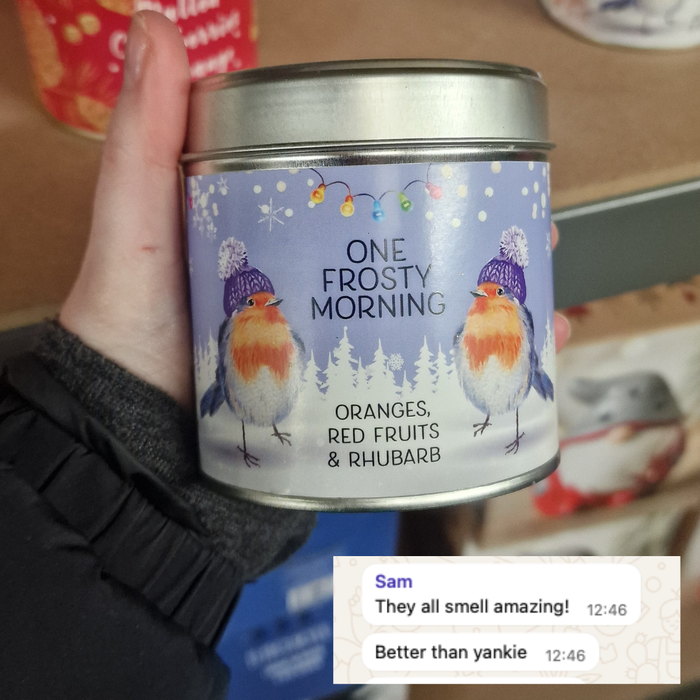 ONE
FROSTY
MORNING
ORANGES,
RED FRUITS
& RHUBARB
Sam
They all smell amazing! 12:46
Better than yankie 12:46